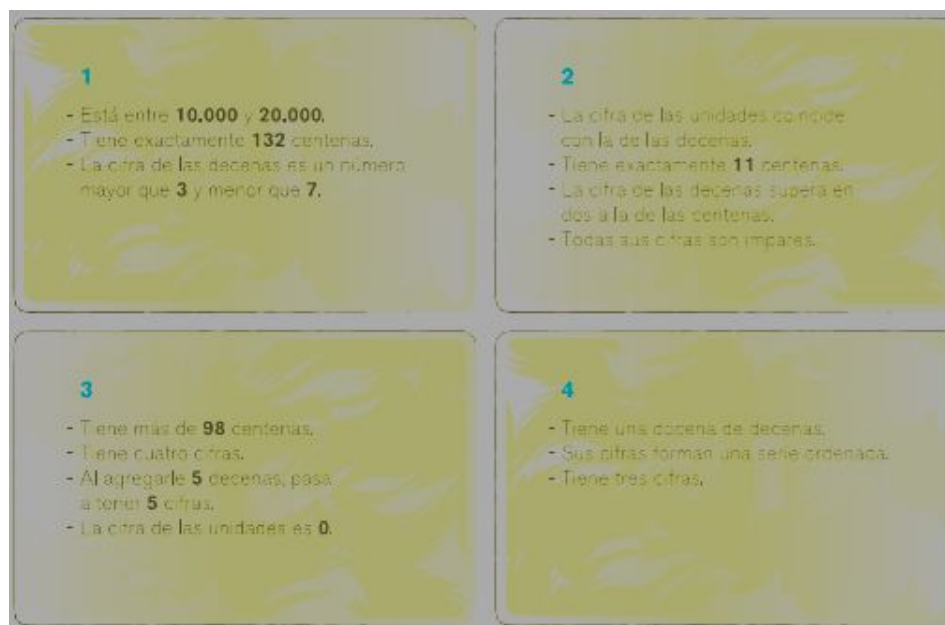 1
- Está entre 10.000 y 20.000.
- Tiene exactamente 132 centenas.
- La cifra de las decenas es un número
mayor que 3 y menor que 7.
2
- La cifra de las unidades coincide
con la de las decenas.
- Tiene exactamente 11 centenas.
- La cifra de las decenas supera en
dos a la de las centenas.
- Todas sus cifras son impares.
3
- Tiene más de 98 centenas.
- Tiene cuatro cifras.
- Al agregarle 5 decenas, pasa
a tener 5 cifras.
- La cifra de las unidades es 0.
4
- Tiene una docena de decenas.
- Sus cifras forman una serie ordenada.
- Tiene tres cifras.